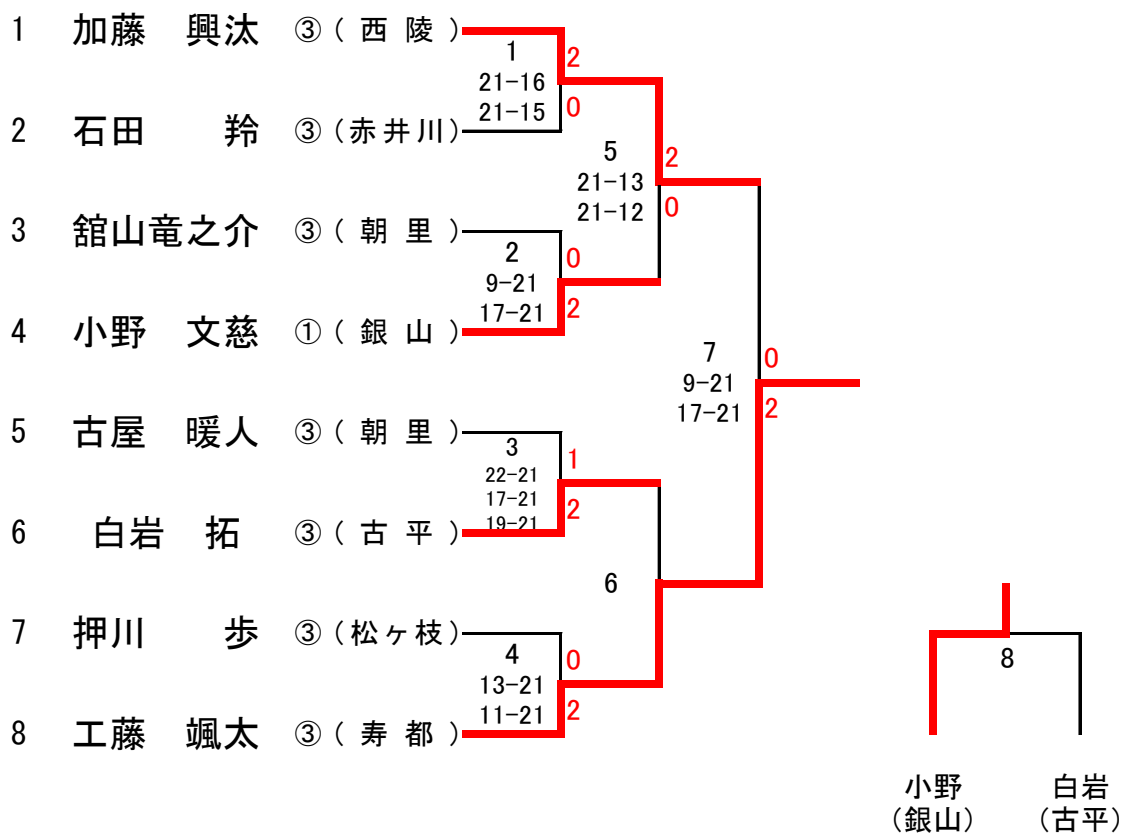 1 加藤 興汰 ③（ 西 陵 ）
2 石田 羚 ③（赤井川）
3 舘山竜之介 ③（ 朝 里 ）
4 小野 文慈 ①（ 銀 山 ）
5 古屋 暖人 ③（ 朝 里 ）
6 白岩 拓 ③（ 古 平 ）
7 押川 歩 ③（松ヶ枝）
8 工藤 颯太 ③（ 寿 都 ）
1
21-16
21-15
2
0
2
9-21
17-21
0
2
3
22-21
17-21
19-21
1
2
4
13-21
11-21
0
2
5
21-13
21-12
2
0
6
7
9-21
17-21
0
2
8
小野
（銀山）
白岩
（古平）